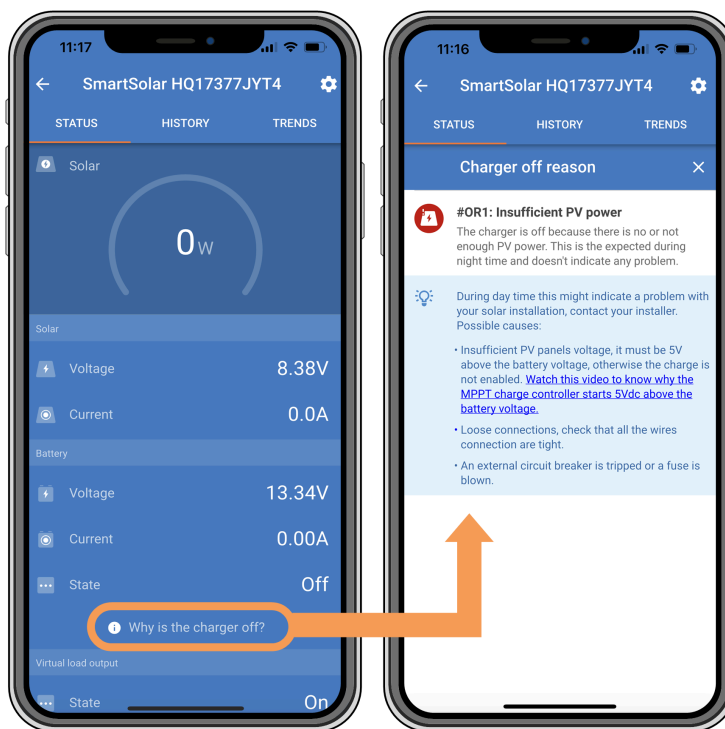 11:17
SmartSolar HQ17377JYT4
STATUS HISTORY TRENDS
Solar
0 W
Solar
Voltage 8.38V
Current 0.0A
Battery
Voltage 13.34V
Current 0.00A
State Off
Why is the charger off?
Virtual load output
State On
11:16
SmartSolar HQ17377JYT4
STATUS HISTORY TRENDS
Charger off reason
#OR1: Insufficient PV power
The charger is off because there is no or not
enough PV power. This is the expected during
night time and doesn't indicate any problem.
During day time this might indicate a problem with
your solar installation, contact your installer.
Possible causes:
• Insufficient PV panels voltage, it must be 5V
above the battery voltage, otherwise the charge is
not enabled. Watch this video to know why the
MPPT charge controller starts 5Vdc above the
battery voltage.
• Loose connections, check that all the wires
connection are tight.
• An external circuit breaker is tripped or a fuse is
blown.